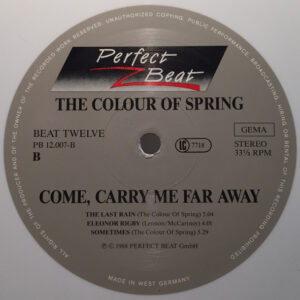 ALL RIGHTS OF THE PRODUCER AND OF THE OWNER OF THE RECORDED WORK RESERVED. UNAUTHORIZED COPYING, PUBLIC PERFORMANCE, BROADCASTING, HIRING OR RENTAL OF THIS RECORDING PROHIBITED
Perfect
Beat
THE COLOUR OF SPRING
BEAT TWELVE
PB 12.007-B
B
LC 7718
GEMA
STEREO
33⅓ RPM
COME, CARRY ME FAR AWAY
THE LAST RAIN (The Colour Of Spring) 5.04
ELEONOR RIGBY (Lennon/McCartney) 4.01
SOMETIMES (The Colour Of Spring) 5.29
Ⓟ © 1988 PERFECT BEAT GmbH
MADE IN WEST GERMANY